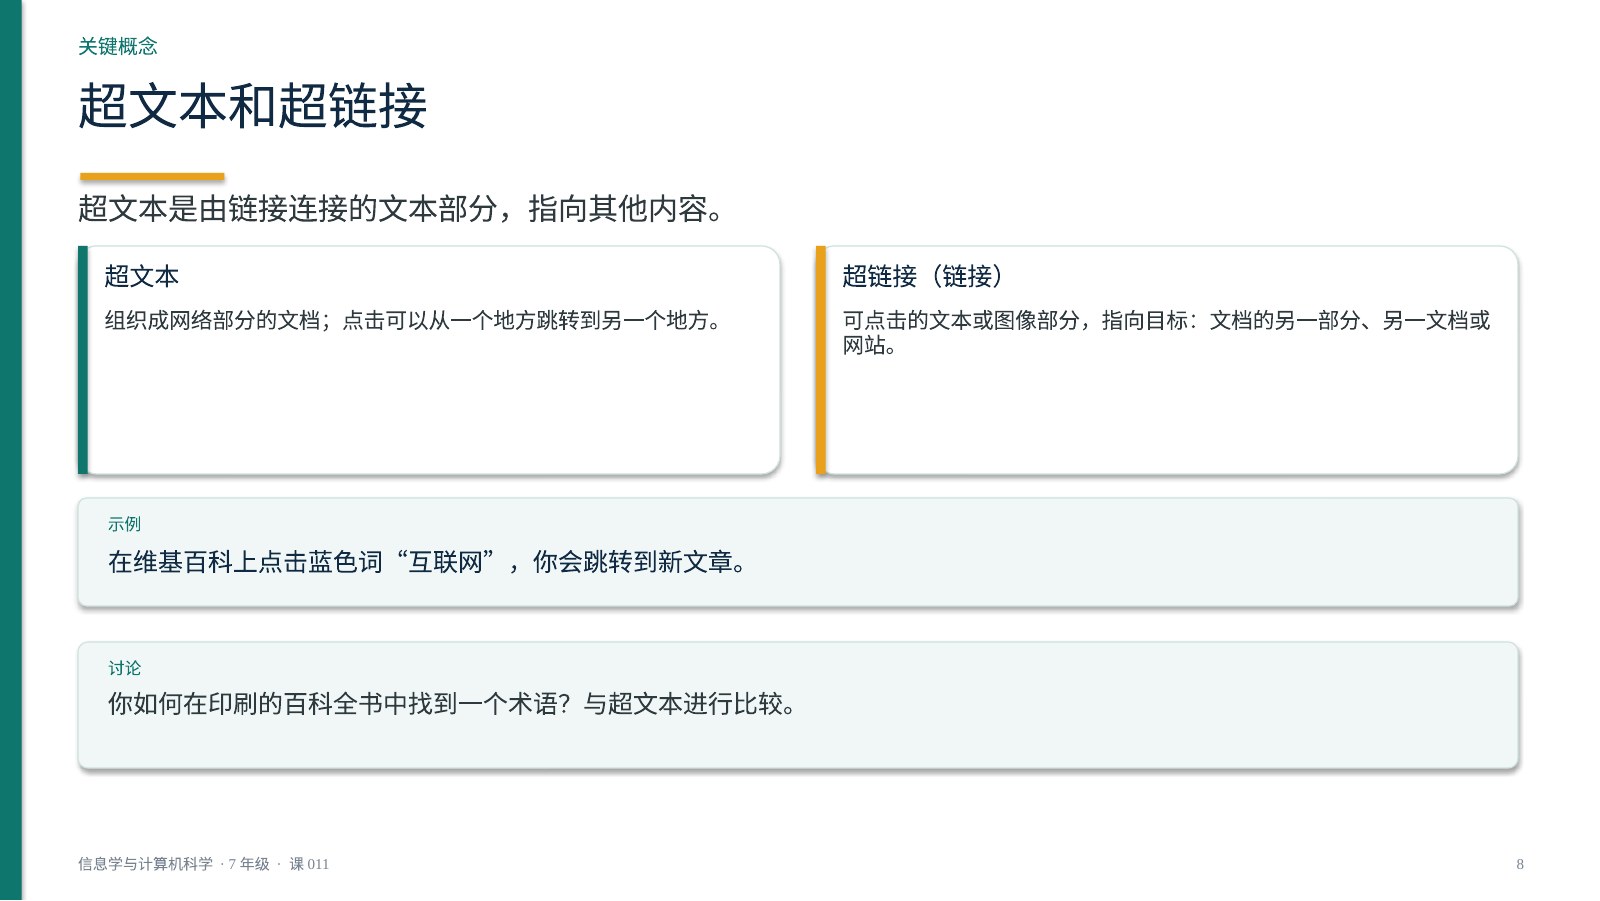 关键概念
超文本和超链接
超文本是由链接连接的文本部分，指向其他内容。
超文本
组织成网络部分的文档；点击可以从一个地方跳转到另一个地方。
超链接（链接）
可点击的文本或图像部分，指向目标：文档的另一部分、另一文档或
网站。
示例
在维基百科上点击蓝色词“互联网”，你会跳转到新文章。
讨论
你如何在印刷的百科全书中找到一个术语？与超文本进行比较。
信息学与计算机科学 · 7 年级 · 课 011
8